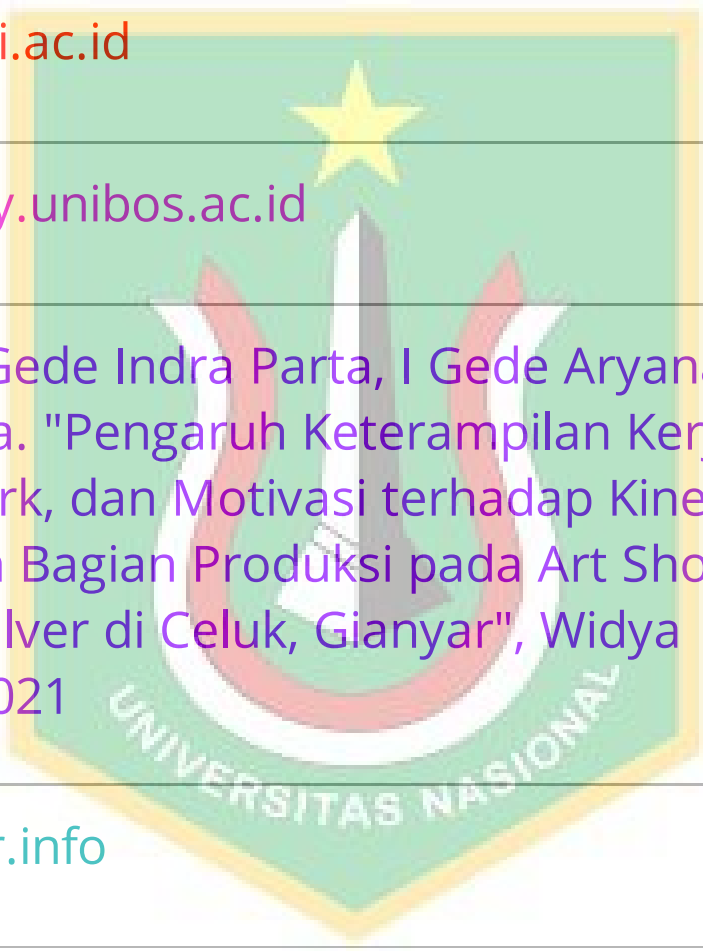 i.ac.id
y.unibos.ac.id
Gede Indra Parta, I Gede Aryana
a. "Pengaruh Keterampilan Kerj
rk, dan Motivasi terhadap Kine
n Bagian Produksi pada Art Sho
lver di Celuk, Gianyar", Widya
021
UNIVERSITAS NASIONAL
r.info